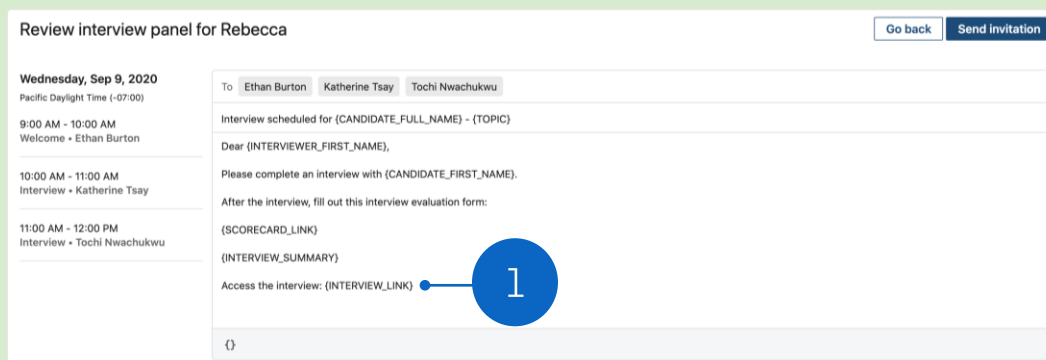 Review interview panel for Rebecca
Go back
Send invitation
Wednesday, Sep 9, 2020
Pacific Daylight Time (-07:00)
9:00 AM - 10:00 AM
Welcome • Ethan Burton
10:00 AM - 11:00 AM
Interview • Katherine Tsay
11:00 AM - 12:00 PM
Interview • Tochi Nwachukwu
To Ethan Burton Katherine Tsay Tochi Nwachukwu
Interview scheduled for {CANDIDATE_FULL_NAME} - {TOPIC}
Dear {INTERVIEWER_FIRST_NAME},
Please complete an interview with {CANDIDATE_FIRST_NAME}.
After the interview, fill out this interview evaluation form:
{SCORECARD_LINK}
{INTERVIEW_SUMMARY}
Access the interview: {INTERVIEW_LINK}
1
{}